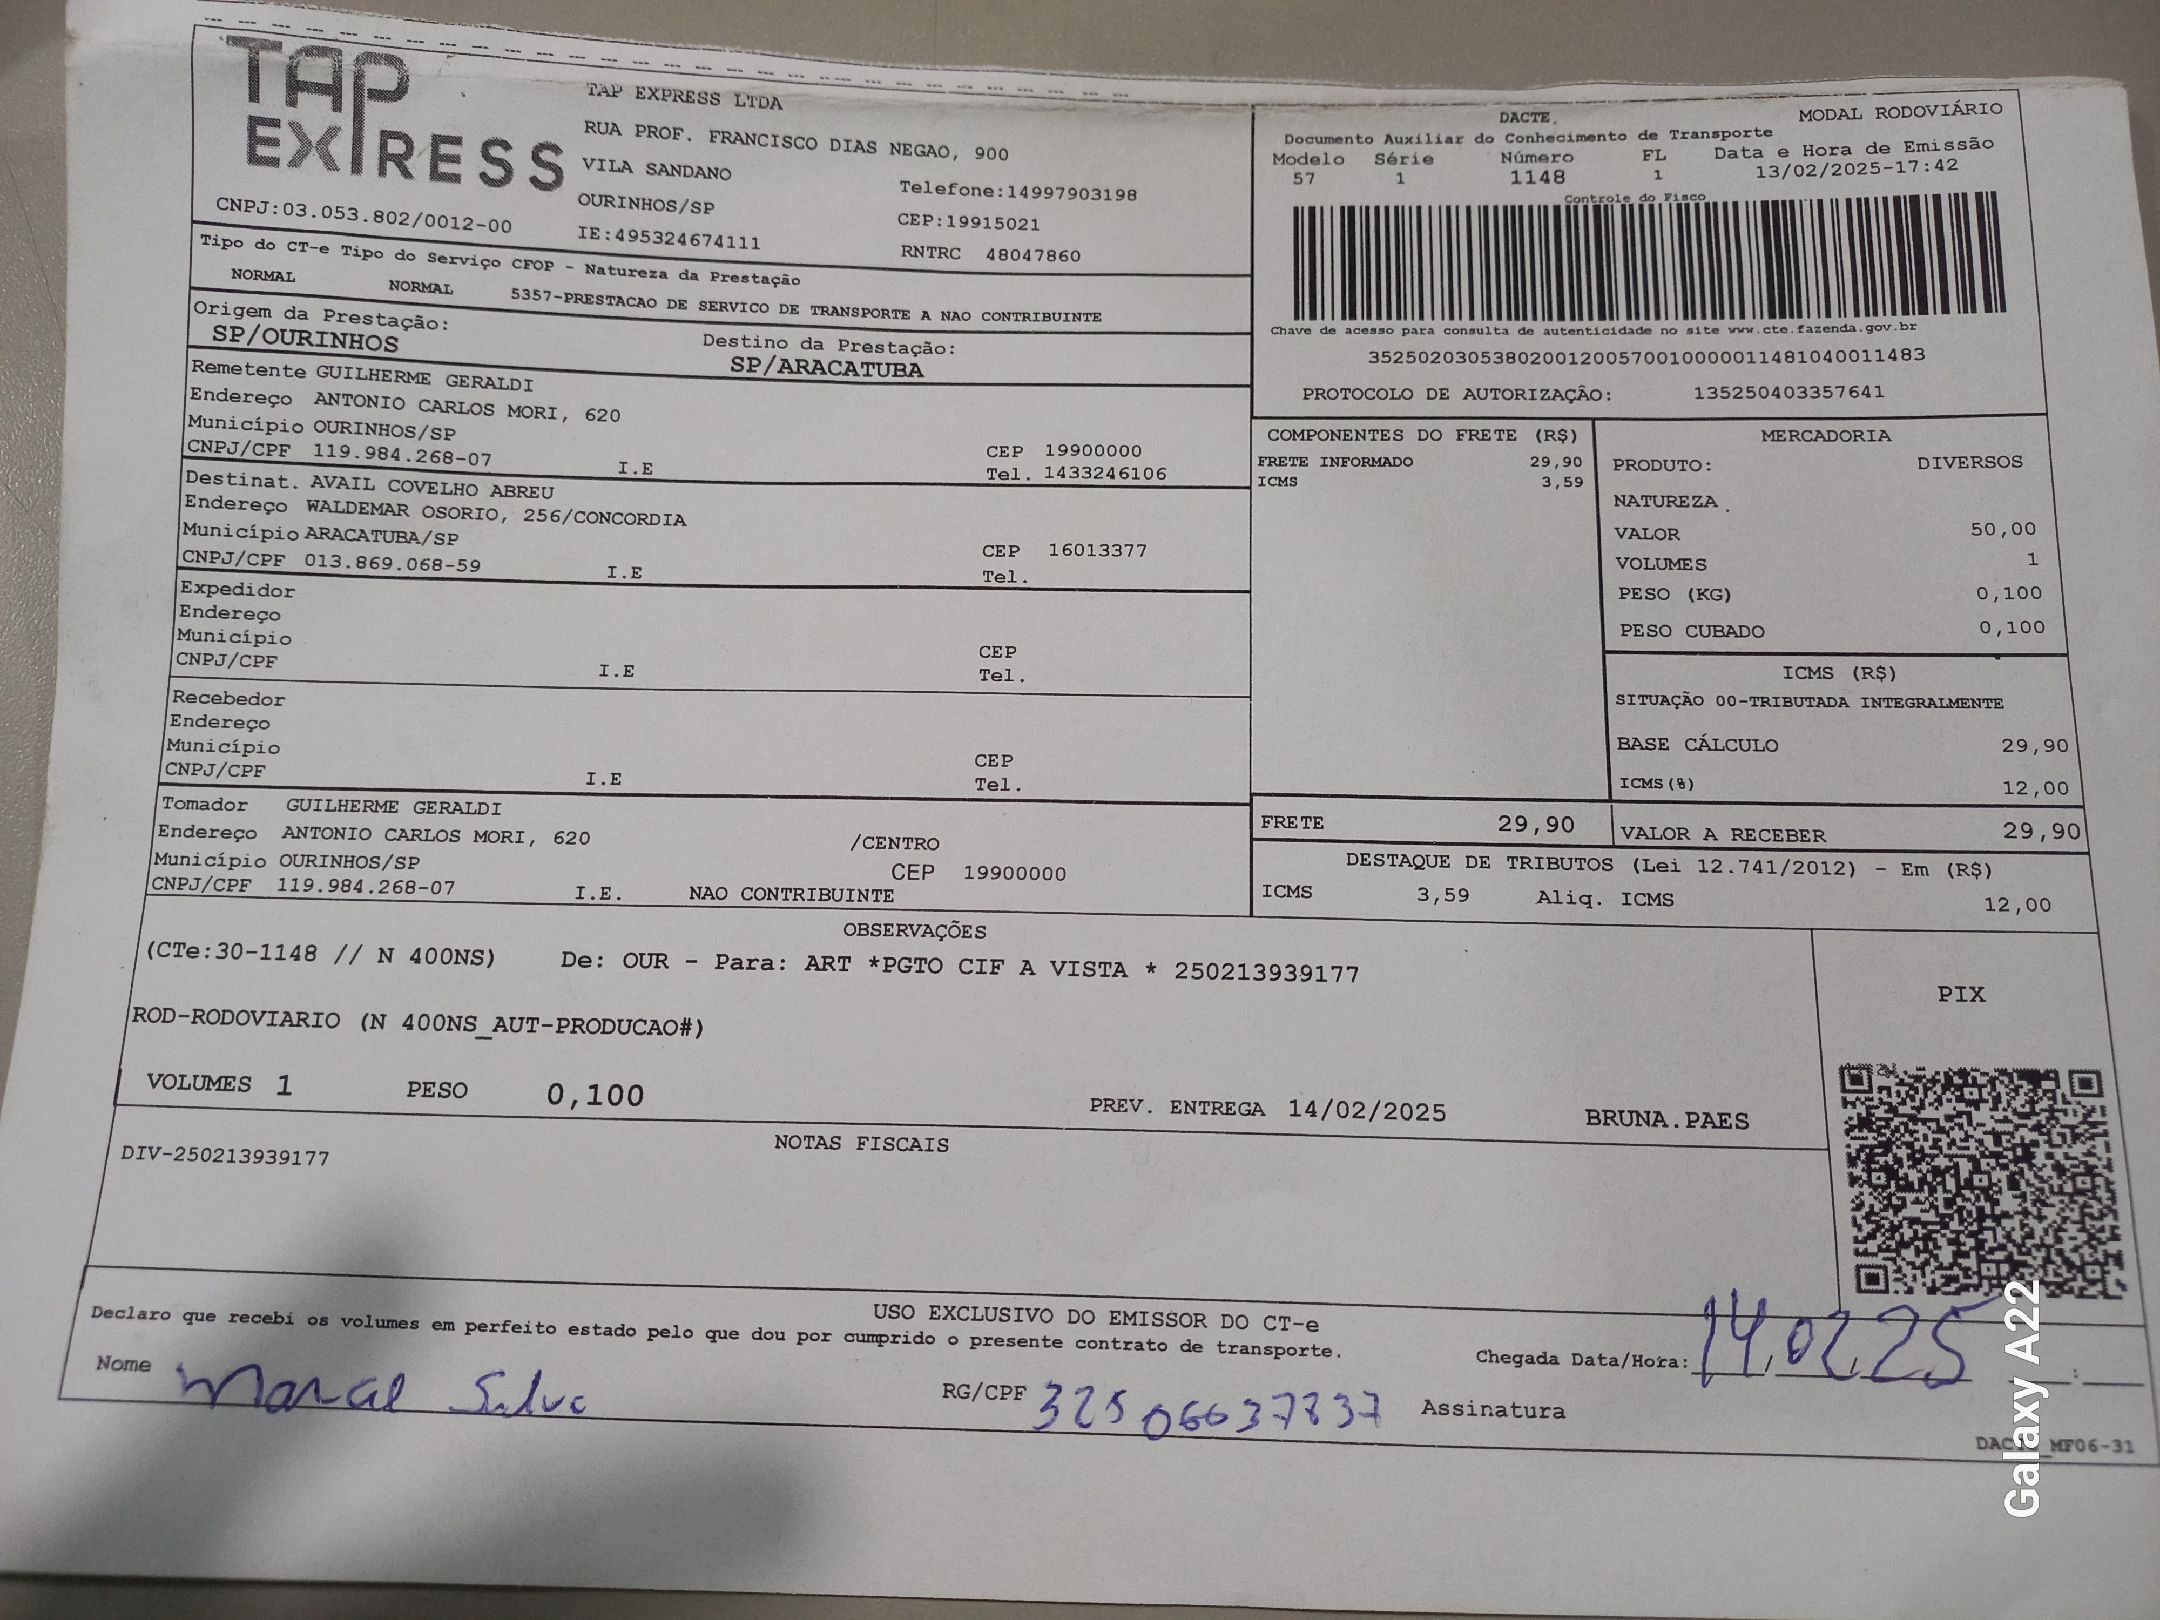 TAP
EXPRESS
TAP EXPRESS LTDA
RUA PROF. FRANCISCO DIAS NEGAO, 900
VILA SANDANO
Telefone:14997903198
OURINHOS/SP
CEP:19915021
CNPJ:03.053.802/0012-00
IE:495324674111
RNTRC 48047860
Tipo do CT-e Tipo do Serviço CFOP - Natureza da Prestação
NORMAL NORMAL 5357-PRESTACAO DE SERVICO DE TRANSPORTE A NAO CONTRIBUINTE
Origem da Prestação:
SP/OURINHOS
Destino da Prestação:
SP/ARACATUBA
Remetente GUILHERME GERALDI
Endereço ANTONIO CARLOS MORI, 620
Município OURINHOS/SP
CEP 19900000
CNPJ/CPF 119.984.268-07 I.E Tel. 1433246106
Destinat. AVAIL COVELHO ABREU
Endereço WALDEMAR OSORIO, 256/CONCORDIA
Município ARACATUBA/SP
CEP 16013377
CNPJ/CPF 013.869.068-59 I.E Tel.
Expedidor
Endereço
Município
CEP
CNPJ/CPF I.E Tel.
Recebedor
Endereço
Município
CEP
CNPJ/CPF I.E Tel.
Tomador GUILHERME GERALDI
Endereço ANTONIO CARLOS MORI, 620 /CENTRO
Município OURINHOS/SP CEP 19900000
CNPJ/CPF 119.984.268-07 I.E. NAO CONTRIBUINTE
DACTE. MODAL RODOVIÁRIO
Documento Auxiliar do Conhecimento de Transporte
Modelo Série Número FL Data e Hora de Emissão
57 1 1148 1 13/02/2025-17:42
Controle do Fisco
Chave de acesso para consulta de autenticidade no site www.cte.fazenda.gov.br
35250203053802001200570010000011481040011483
PROTOCOLO DE AUTORIZAÇÂO: 135250403357641
COMPONENTES DO FRETE (R$)
FRETE INFORMADO 29,90
ICMS 3,59
MERCADORIA
PRODUTO: DIVERSOS
NATUREZA
VALOR 50,00
VOLUMES 1
PESO (KG) 0,100
PESO CUBADO 0,100
ICMS (R$)
SITUAÇÃO 00-TRIBUTADA INTEGRALMENTE
BASE CÁLCULO 29,90
ICMS(%) 12,00
FRETE 29,90 VALOR A RECEBER 29,90
DESTAQUE DE TRIBUTOS (Lei 12.741/2012) - Em (R$)
ICMS 3,59 Aliq. ICMS 12,00
OBSERVAÇÕES
(CTe:30-1148 // N 400NS) De: OUR - Para: ART *PGTO CIF A VISTA * 250213939177
ROD-RODOVIARIO (N 400NS_AUT-PRODUCAO#)
PIX
VOLUMES 1 PESO 0,100 PREV. ENTREGA 14/02/2025 BRUNA.PAES
NOTAS FISCAIS
DIV-250213939177
USO EXCLUSIVO DO EMISSOR DO CT-e
Declaro que recebi os volumes em perfeito estado pelo que dou por cumprido o presente contrato de transporte.
Chegada Data/Hora: 14,02,25
Nome Marcal Silva RG/CPF 32506637837 Assinatura
MF06-31
Galaxy A22